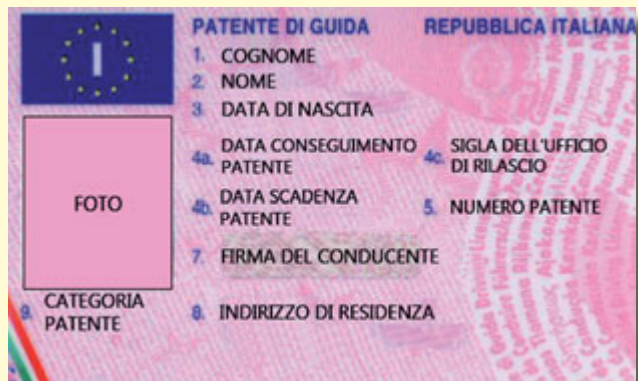 I
PATENTE DI GUIDA REPUBBLICA ITALIANA
1. COGNOME
2. NOME
3. DATA DI NASCITA
4a. DATA CONSEGUIMENTO PATENTE
4c. SIGLA DELL'UFFICIO DI RILASCIO
4b. DATA SCADENZA PATENTE
5. NUMERO PATENTE
FOTO
7. FIRMA DEL CONDUCENTE
9. CATEGORIA PATENTE
8. INDIRIZZO DI RESIDENZA